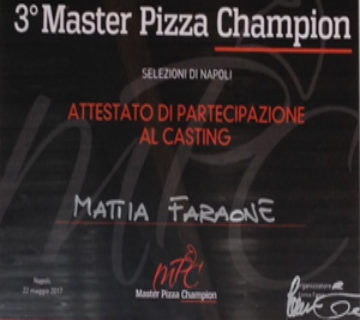 3° Master Pizza Champion
SELEZIONI DI NAPOLI
ATTESTATO DI PARTECIPAZIONE
AL CASTING
MATTIA FARAONE
Napoli,
22 maggio 2017
MPC
Master Pizza Champion